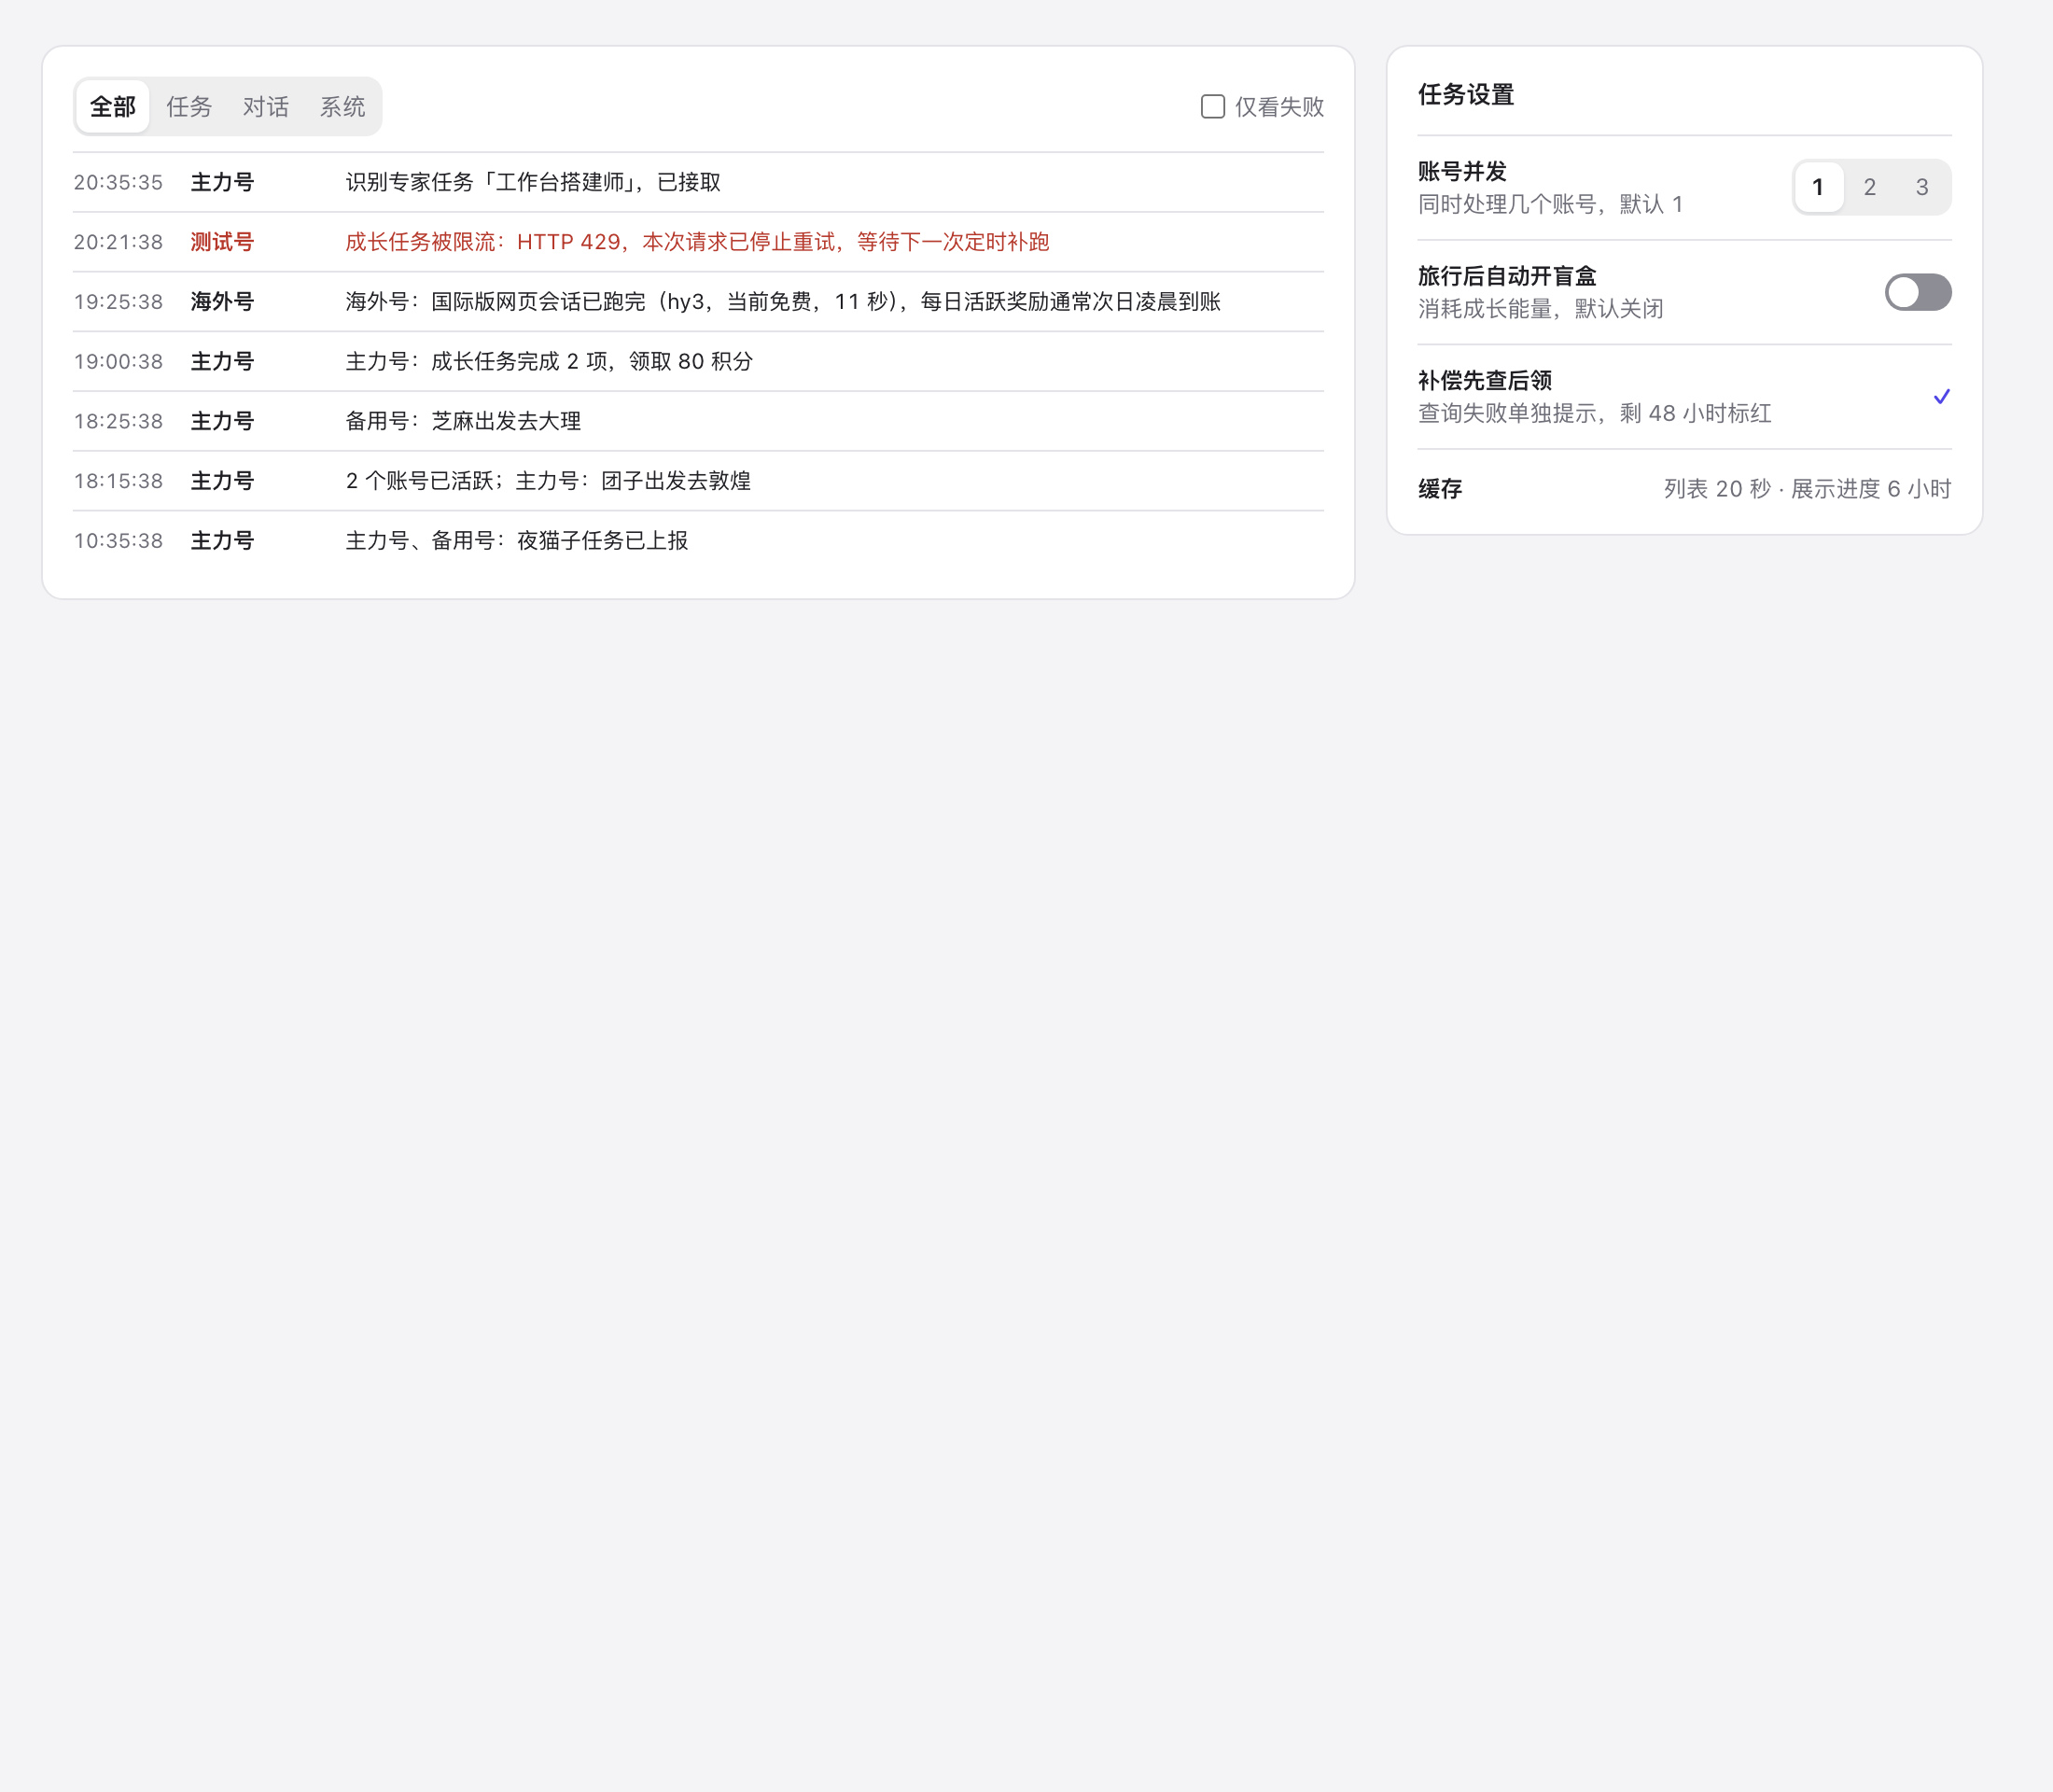 全部 任务 对话 系统 仅看失败
20:35:35 主力号 识别专家任务「工作台搭建师」，已接取
20:21:38 测试号 成长任务被限流：HTTP 429，本次请求已停止重试，等待下一次定时补跑
19:25:38 海外号 海外号：国际版网页会话已跑完（hy3，当前免费，11 秒），每日活跃奖励通常次日凌晨到账
19:00:38 主力号 主力号：成长任务完成 2 项，领取 80 积分
18:25:38 主力号 备用号：芝麻出发去大理
18:15:38 主力号 2 个账号已活跃；主力号：团子出发去敦煌
10:35:38 主力号 主力号、备用号：夜猫子任务已上报
任务设置
账号并发
同时处理几个账号，默认 1
1 2 3
旅行后自动开盲盒
消耗成长能量，默认关闭
补偿先查后领
查询失败单独提示，剩 48 小时标红
缓存 列表 20 秒 · 展示进度 6 小时